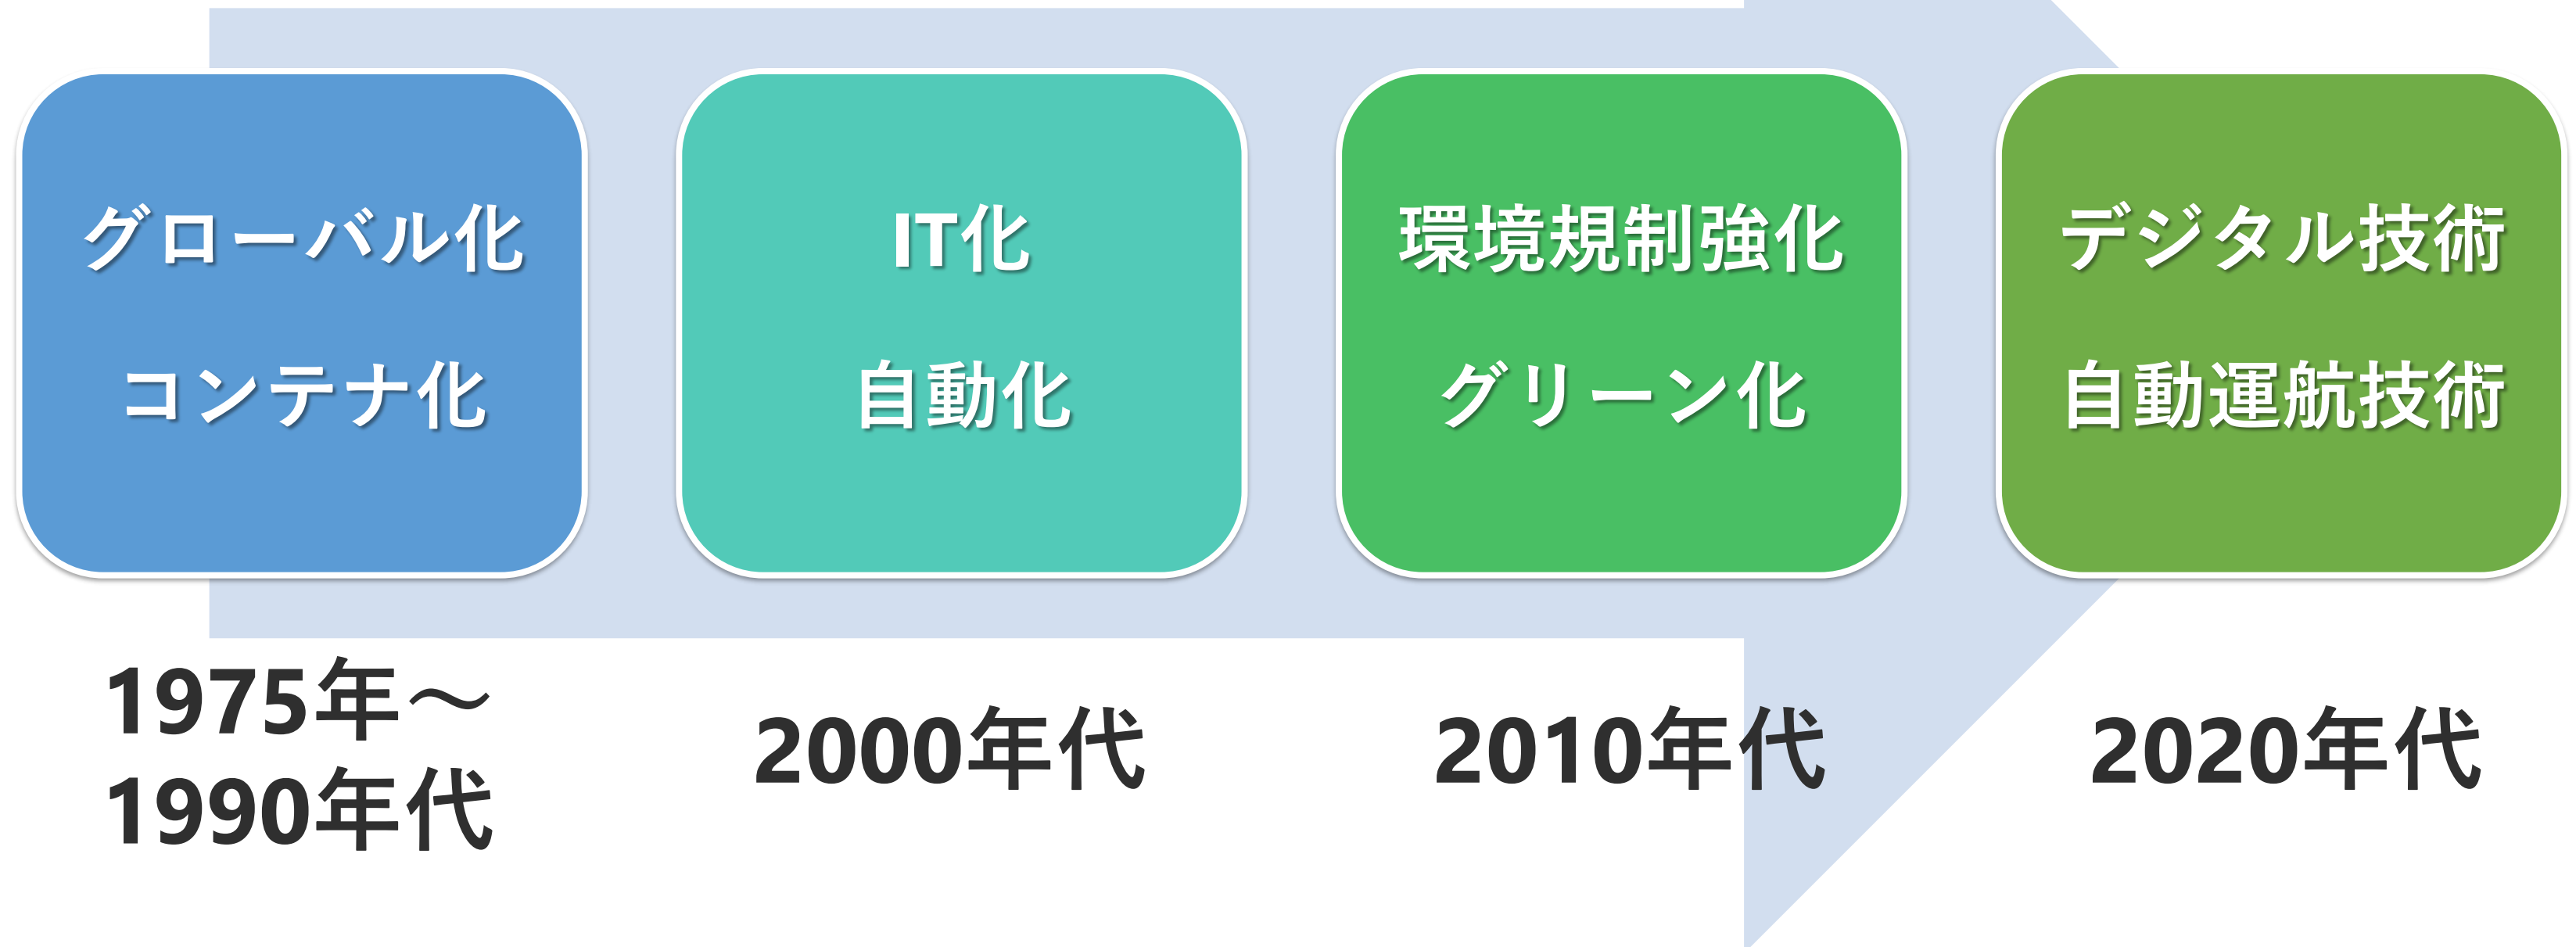 グローバル化
コンテナ化
IT化
自動化
環境規制強化
グリーン化
デジタル技術
自動運航技術
1975年～
1990年代
2000年代
2010年代
2020年代